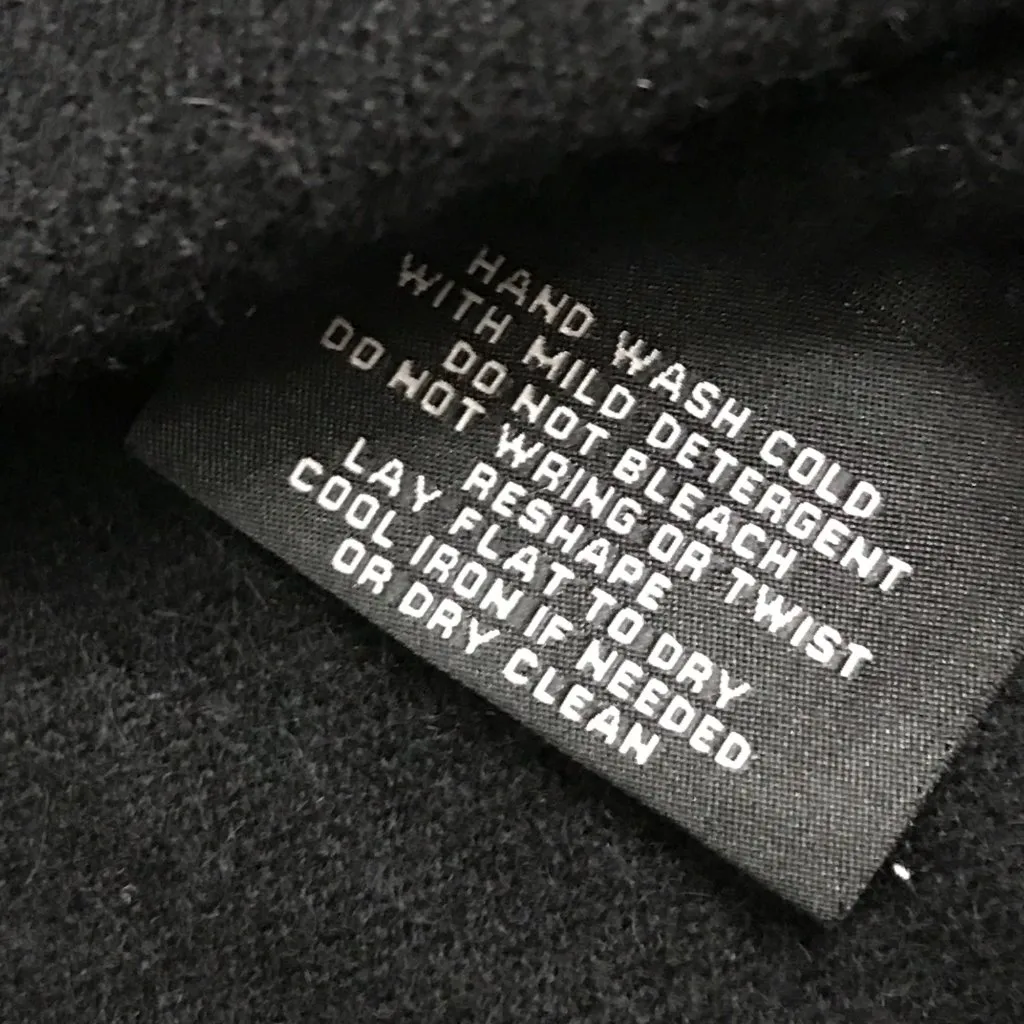 HAND WASH COLD
WITH MILD DETERGENT
DO NOT BLEACH
DO NOT WRING OR TWIST
RESHAPE
LAY FLAT TO DRY
COOL IRON IF NEEDED
OR DRY CLEAN